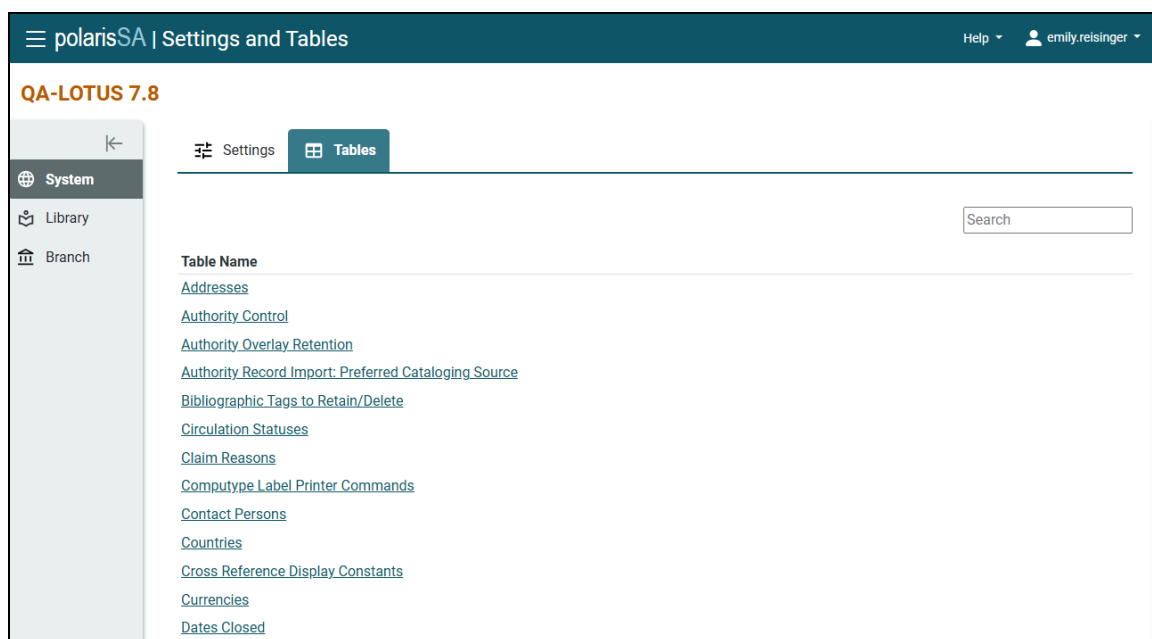 polarisSA | Settings and Tables
Help
emily.reisinger
QA-LOTUS 7.8
System
Library
Branch
Settings
Tables
Search
Table Name
Addresses
Authority Control
Authority Overlay Retention
Authority Record Import: Preferred Cataloging Source
Bibliographic Tags to Retain/Delete
Circulation Statuses
Claim Reasons
Computype Label Printer Commands
Contact Persons
Countries
Cross Reference Display Constants
Currencies
Dates Closed